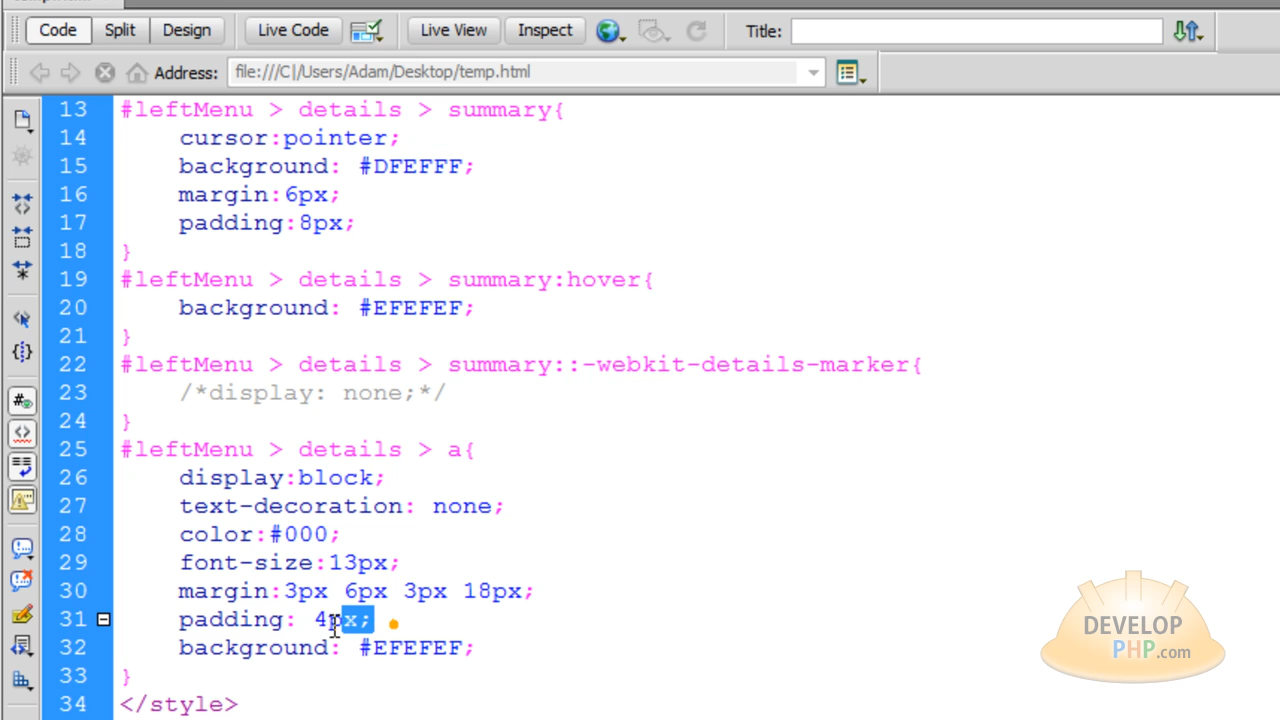 Code Split Design Live Code Live View Inspect Title:
Address: file:///C|/Users/Adam/Desktop/temp.html
13 #leftMenu > details > summary{
14 cursor:pointer;
15 background: #DFEFFF;
16 margin:6px;
17 padding:8px;
18 }
19 #leftMenu > details > summary:hover{
20 background: #EFEFEF;
21 }
22 #leftMenu > details > summary::-webkit-details-marker{
23 /*display: none;*/
24 }
25 #leftMenu > details > a{
26 display:block;
27 text-decoration: none;
28 color:#000;
29 font-size:13px;
30 margin:3px 6px 3px 18px;
31 padding: 4px;
32 background: #EFEFEF;
33 }
34 </style>
DEVELOP
PHP.com